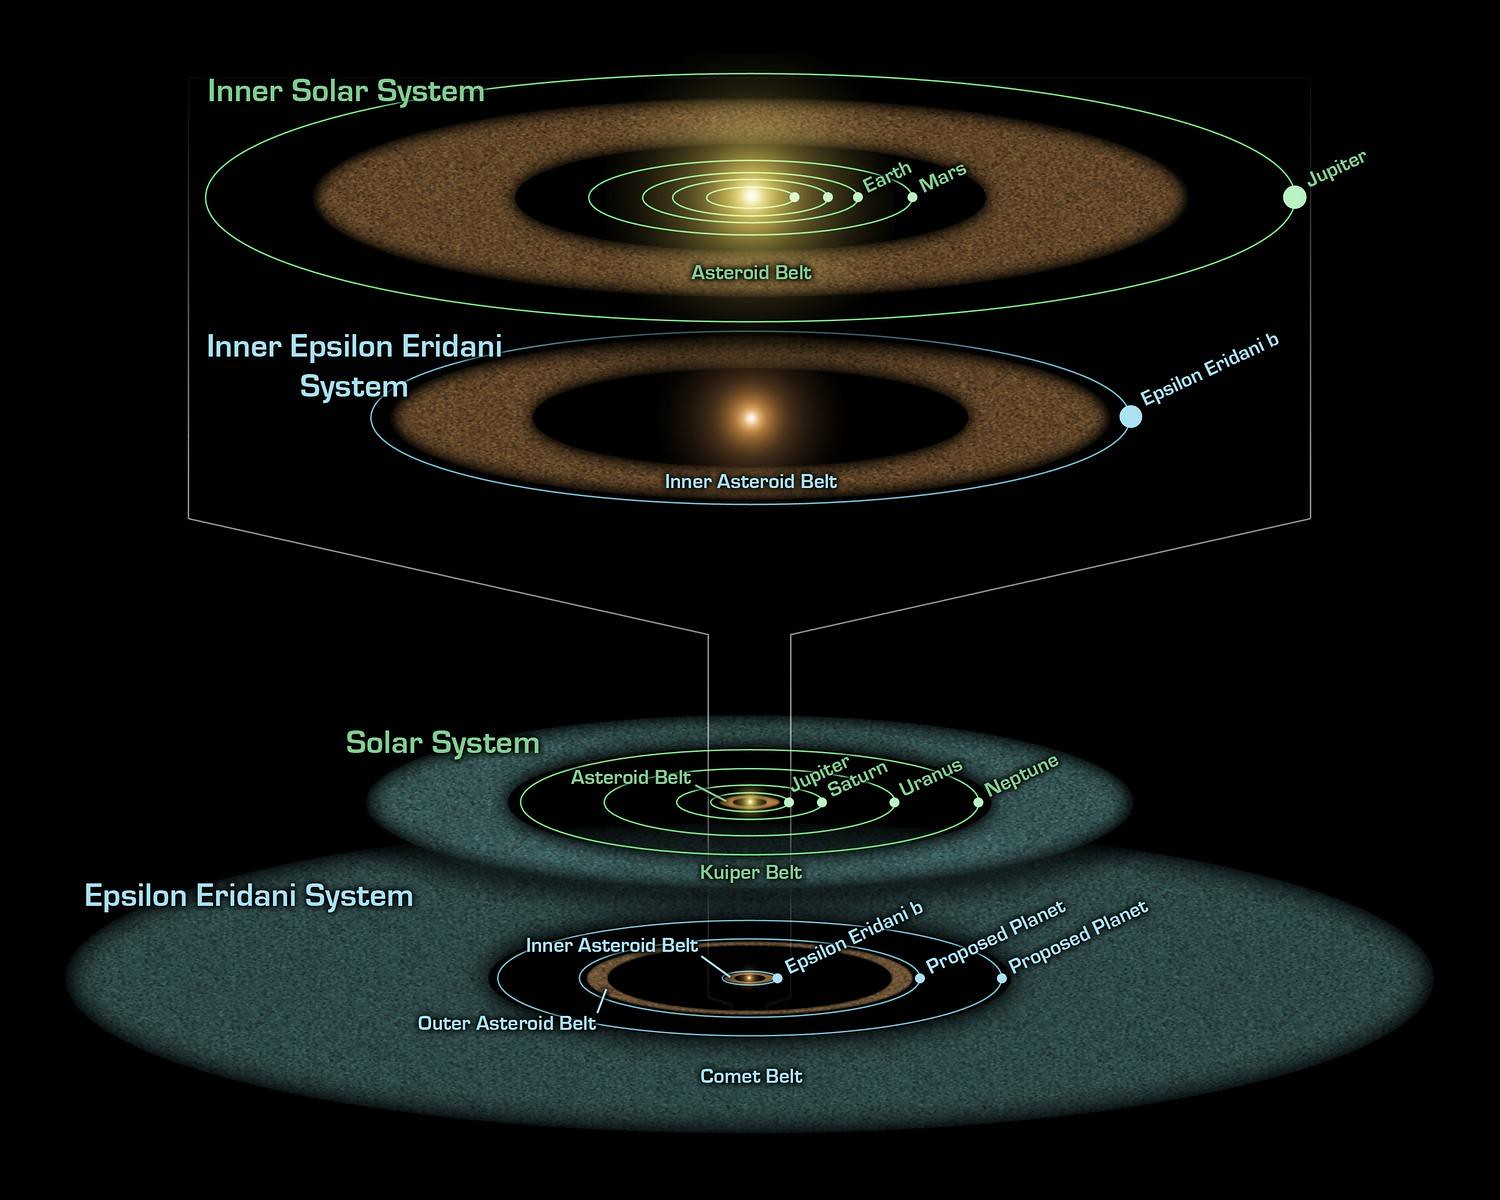 Inner Solar System
Jupiter
Earth
Mars
Asteroid Belt
Inner Epsilon Eridani
System
Epsilon Eridani b
Inner Asteroid Belt
Solar System
Asteroid Belt
Jupiter
Saturn
Uranus
Neptune
Kuiper Belt
Epsilon Eridani System
Inner Asteroid Belt
Epsilon Eridani b
Proposed Planet
Proposed Planet
Outer Asteroid Belt
Comet Belt